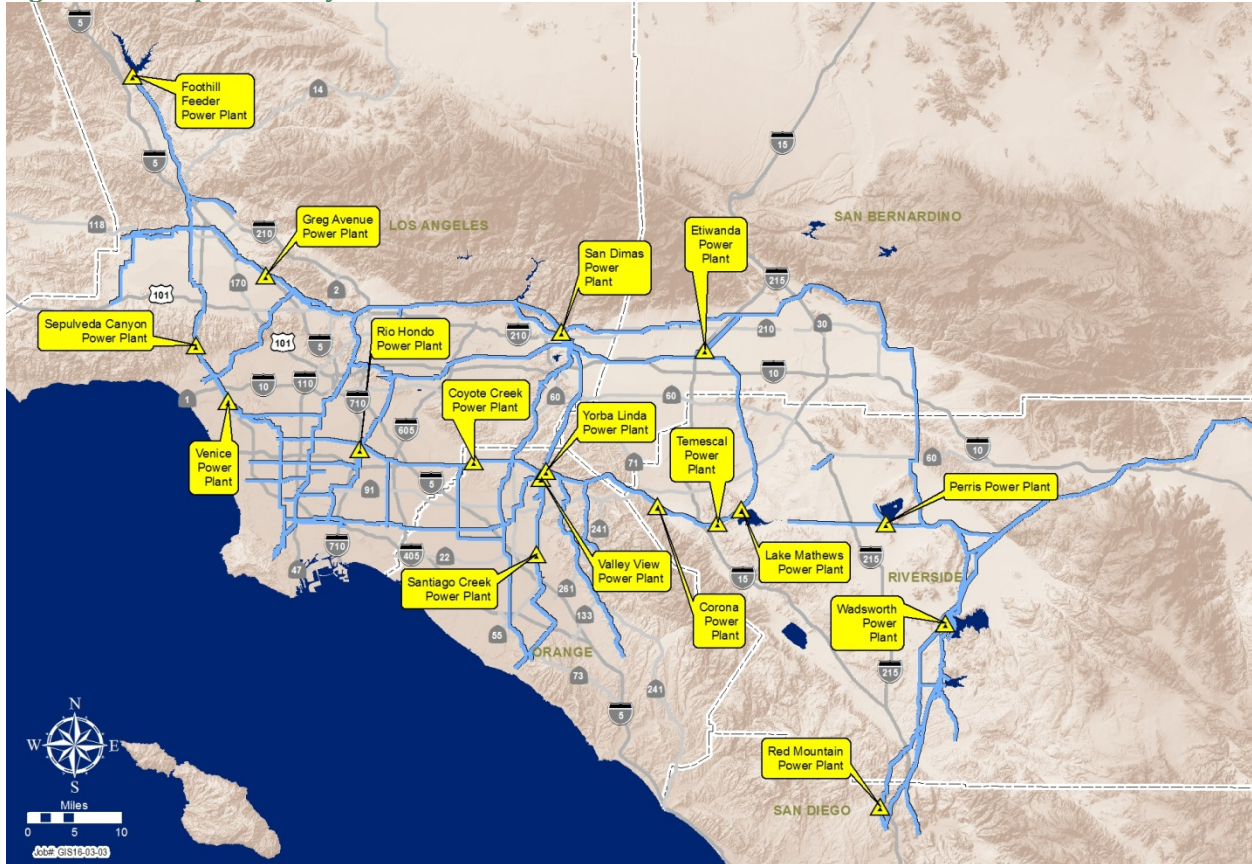 5
Foothill
Feeder
Power Plant
14
15
5
SAN BERNARDINO
118
Greg Avenue
Power Plant
LOS ANGELES
210
Etiwanda
Power
Plant
San Dimas
Power
Plant
215
170
2
101
210
210
30
Sepulveda Canyon
Power Plant
101
5
Rio Hondo
Power Plant
10
10
110
1
710
Coyote Creek
Power Plant
60
60
605
Yorba Linda
Power Plant
Venice
Power
Plant
Temescal
Power
Plant
71
60
10
5
91
Perris Power Plant
241
710
405
22
Valley View
Power Plant
Lake Mathews
Power Plant
215
47
Santiago Creek
Power Plant
15
RIVERSIDE
261
133
Corona
Power
Plant
Wadsworth
Power
Plant
55
ORANGE
73
241
215
5
N
W
E
S
Red Mountain
Power Plant
Miles
0 5 10
SAN DIEGO
Job#: GIS16-03-03